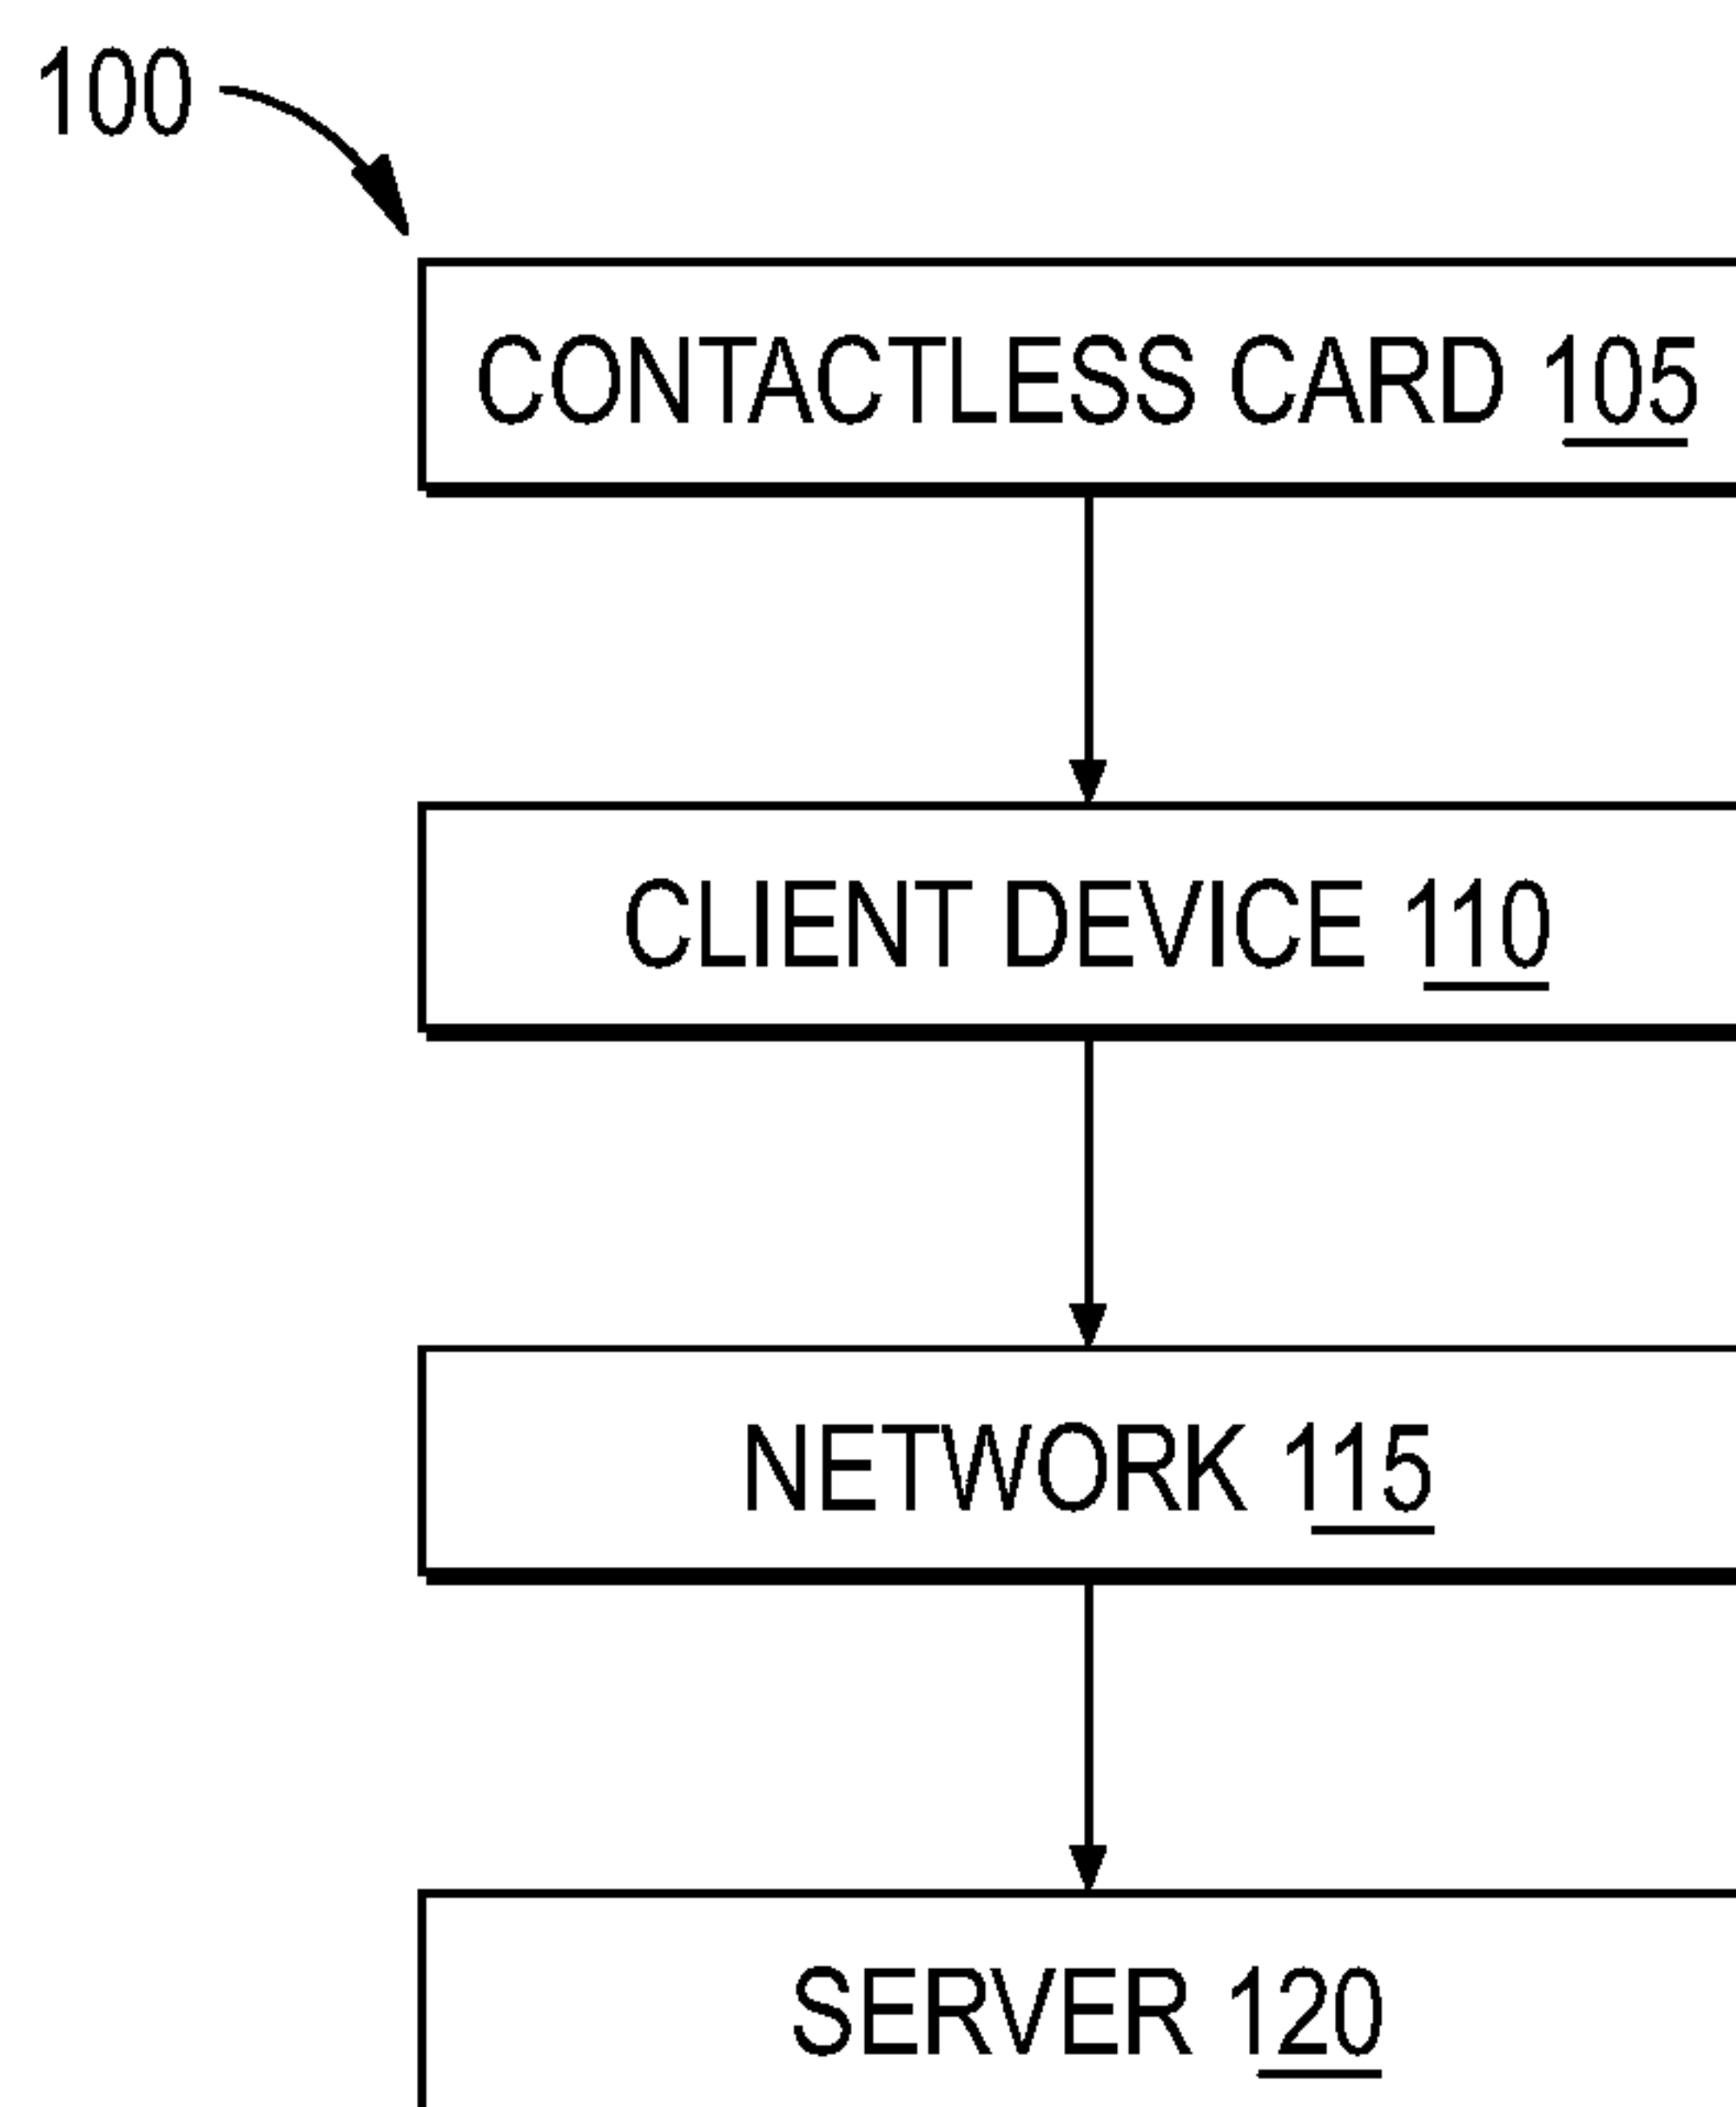 100
CONTACTLESS CARD 105
CLIENT DEVICE 110
NETWORK 115
SERVER 120